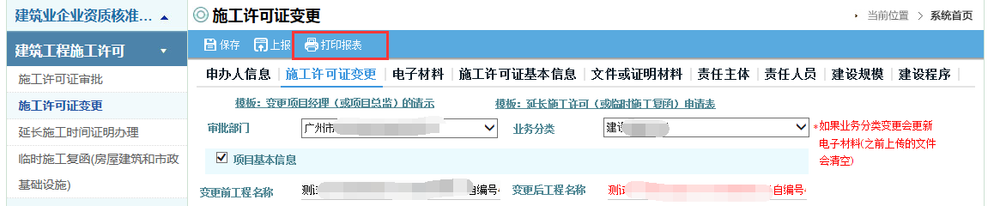 建筑业企业资质核准...
建筑工程施工许可
施工许可证审批
施工许可证变更
延长施工时间证明办理
临时施工复函(房屋建筑和市政
基础设施)
施工许可证变更
当前位置 > 系统首页
保存 上报 打印报表
申办人信息 施工许可证变更 电子材料 施工许可证基本信息 文件或证明材料 责任主体 责任人员 建设规模 建设程序
模板：变更项目经理（或项目总监）的请示 模板：延长施工许可（或临时施工复函）申请表
审批部门 广州市 业务分类 建设
*如果业务分类变更会更新
电子材料(之前上传的文件
会清空)
项目基本信息
变更前工程名称 测试 自编号 变更后工程名称 测试 自编号